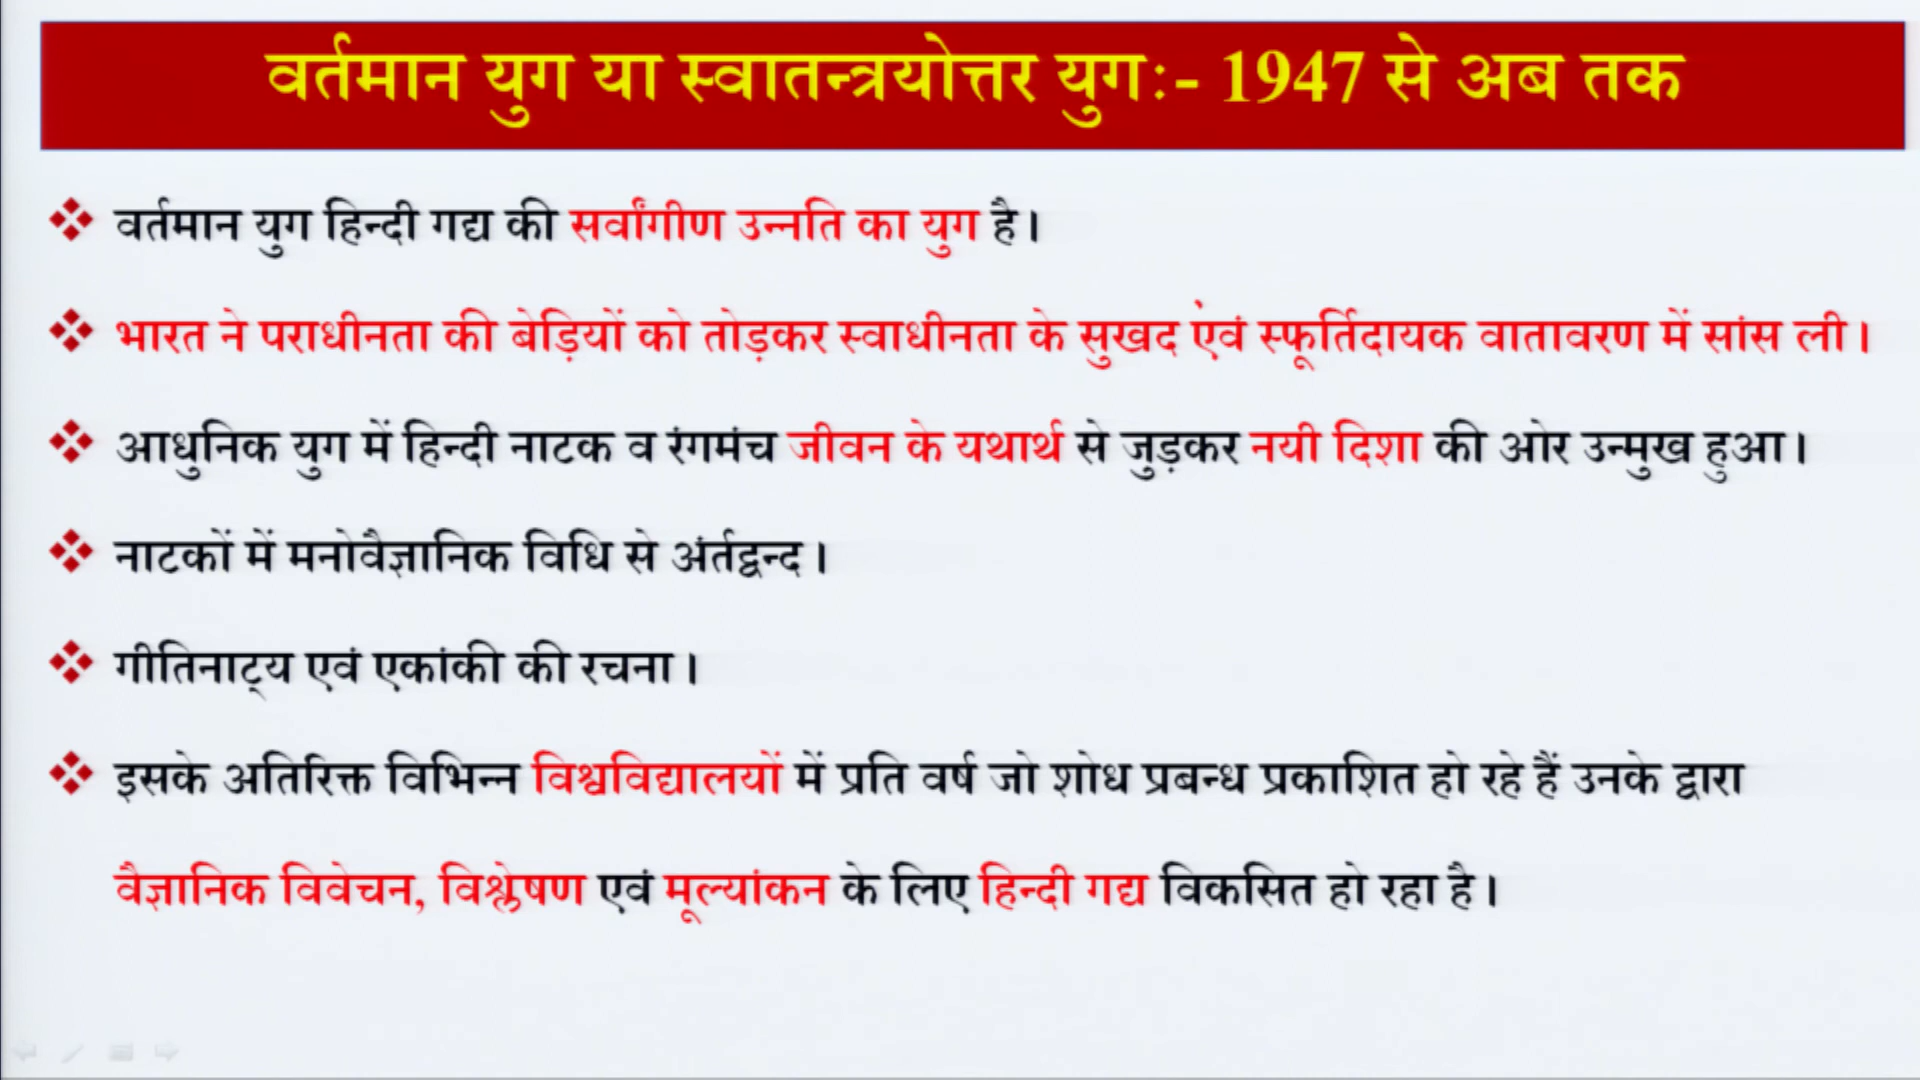 वर्तमान युग या स्वातन्त्रयोत्तर युग:- 1947 से अब तक
वर्तमान युग हिन्दी गद्य की सर्वांगीण उन्नति का युग है।
भारत ने पराधीनता की बेड़ियों को तोड़कर स्वाधीनता के सुखद एंवं स्फूर्तिदायक वातावरण में सांस ली।
आधुनिक युग में हिन्दी नाटक व रंगमंच जीवन के यथार्थ से जुड़कर नयी दिशा की ओर उन्मुख हुआ।
नाटकों में मनोवैज्ञानिक विधि से अंर्तद्वन्द।
गीतिनाट्य एवं एकांकी की रचना।
इसके अतिरिक्त विभिन्न विश्वविद्यालयों में प्रति वर्ष जो शोध प्रबन्ध प्रकाशित हो रहे हैं उनके द्वारा
वैज्ञानिक विवेचन, विश्लेषण एवं मूल्यांकन के लिए हिन्दी गद्य विकसित हो रहा है।